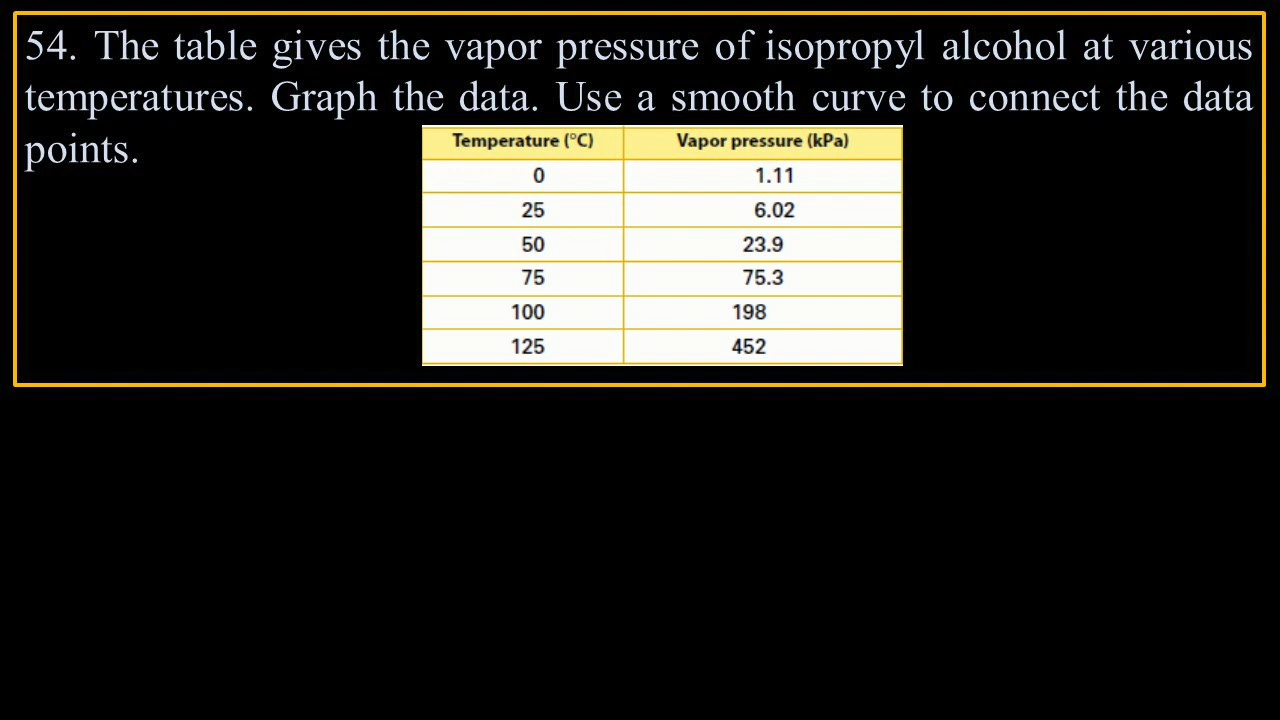 54. The table gives the vapor pressure of isopropyl alcohol at various
temperatures. Graph the data. Use a smooth curve to connect the data
points.
Temperature (°C) Vapor pressure (kPa)
0 1.11
25 6.02
50 23.9
75 75.3
100 198
125 452